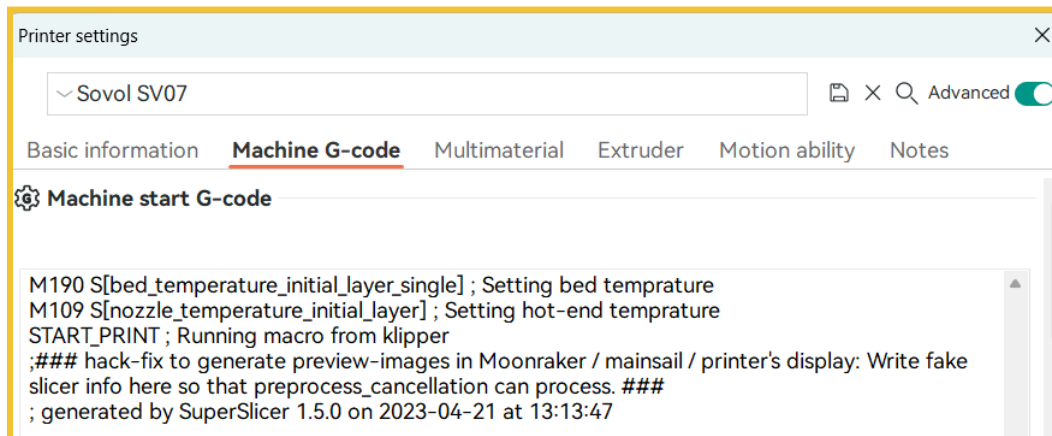 Printer settings
Sovol SV07
Advanced
Basic information Machine G-code Multimaterial Extruder Motion ability Notes
Machine start G-code
M190 S[bed_temperature_initial_layer_single] ; Setting bed temprature
M109 S[nozzle_temperature_initial_layer] ; Setting hot-end temprature
START_PRINT ; Running macro from klipper
;### hack-fix to generate preview-images in Moonraker / mainsail / printer's display: Write fake
slicer info here so that preprocess_cancellation can process. ###
; generated by SuperSlicer 1.5.0 on 2023-04-21 at 13:13:47